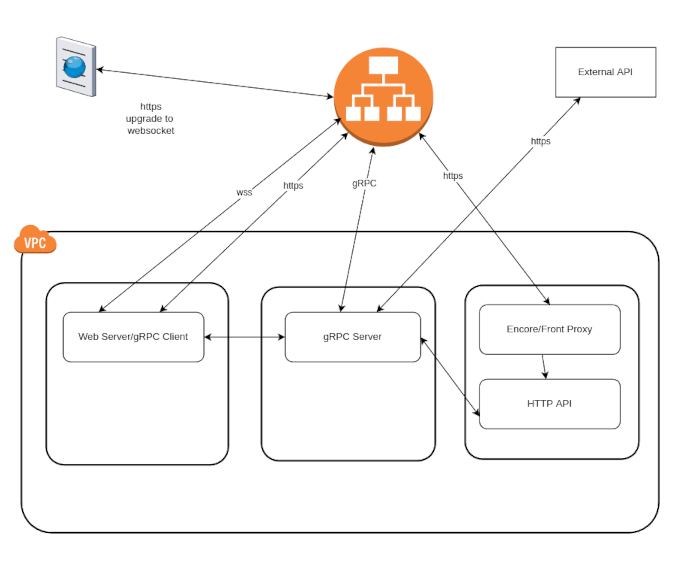 External API
https
upgrade to
websocket
https
wss
https
gRPC
https
VPC
Web Server/gRPC Client
gRPC Server
Encore/Front Proxy
HTTP API